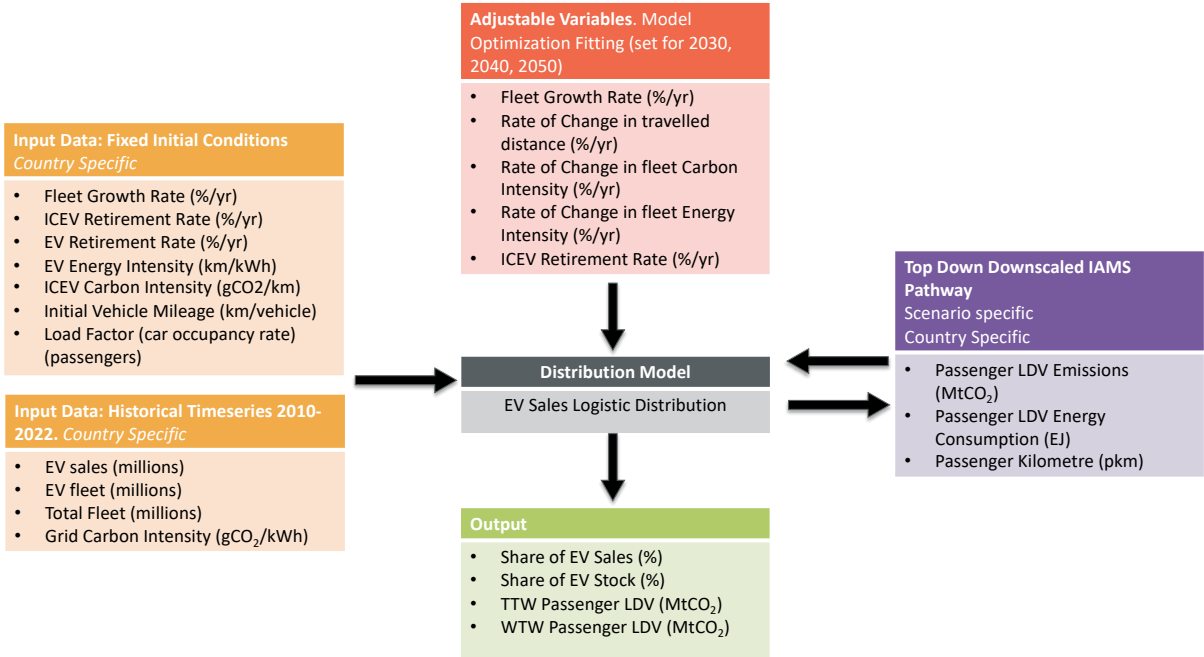 Adjustable Variables. Model
Optimization Fitting (set for 2030,
2040, 2050)
• Fleet Growth Rate (%/yr)
• Rate of Change in travelled
distance (%/yr)
• Rate of Change in fleet Carbon
Intensity (%/yr)
• Rate of Change in fleet Energy
Intensity (%/yr)
• ICEV Retirement Rate (%/yr)
Input Data: Fixed Initial Conditions
Country Specific
• Fleet Growth Rate (%/yr)
• ICEV Retirement Rate (%/yr)
• EV Retirement Rate (%/yr)
• EV Energy Intensity (km/kWh)
• ICEV Carbon Intensity (gCO2/km)
• Initial Vehicle Mileage (km/vehicle)
• Load Factor (car occupancy rate)
(passengers)
Input Data: Historical Timeseries 2010-
2022. Country Specific
• EV sales (millions)
• EV fleet (millions)
• Total Fleet (millions)
• Grid Carbon Intensity (gCO₂/kWh)
Distribution Model
EV Sales Logistic Distribution
Top Down Downscaled IAMS
Pathway
Scenario specific
Country Specific
• Passenger LDV Emissions
(MtCO₂)
• Passenger LDV Energy
Consumption (EJ)
• Passenger Kilometre (pkm)
Output
• Share of EV Sales (%)
• Share of EV Stock (%)
• TTW Passenger LDV (MtCO₂)
• WTW Passenger LDV (MtCO₂)